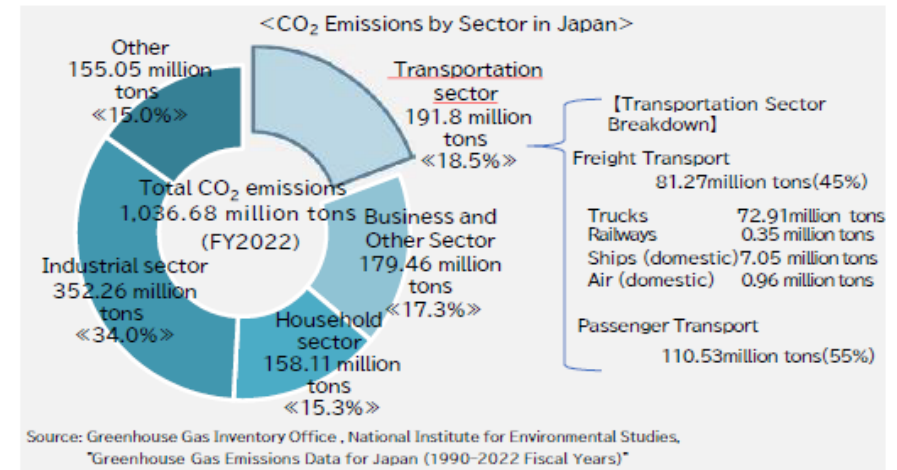 <CO₂ Emissions by Sector in Japan>
Other
155.05 million
tons
≪15.0%≫
Transportation
sector
191.8 million
tons
≪18.5%≫
Total CO₂ emissions
1,036.68 million tons
(FY2022)
Business and
Other Sector
179.46 million
tons
≪17.3%≫
Industrial sector
352.26 million
tons
≪34.0%≫
Household
sector
158.11 million
tons
≪15.3%≫
【Transportation Sector
Breakdown】
Freight Transport
81.27million tons(45%)
Trucks 72.91million tons
Railways 0.35 million tons
Ships (domestic)7.05 million tons
Air (domestic) 0.96 million tons
Passenger Transport
110.53million tons(55%)
Source: Greenhouse Gas Inventory Office , National Institute for Environmental Studies,
"Greenhouse Gas Emissions Data for Japan (1990-2022 Fiscal Years)"